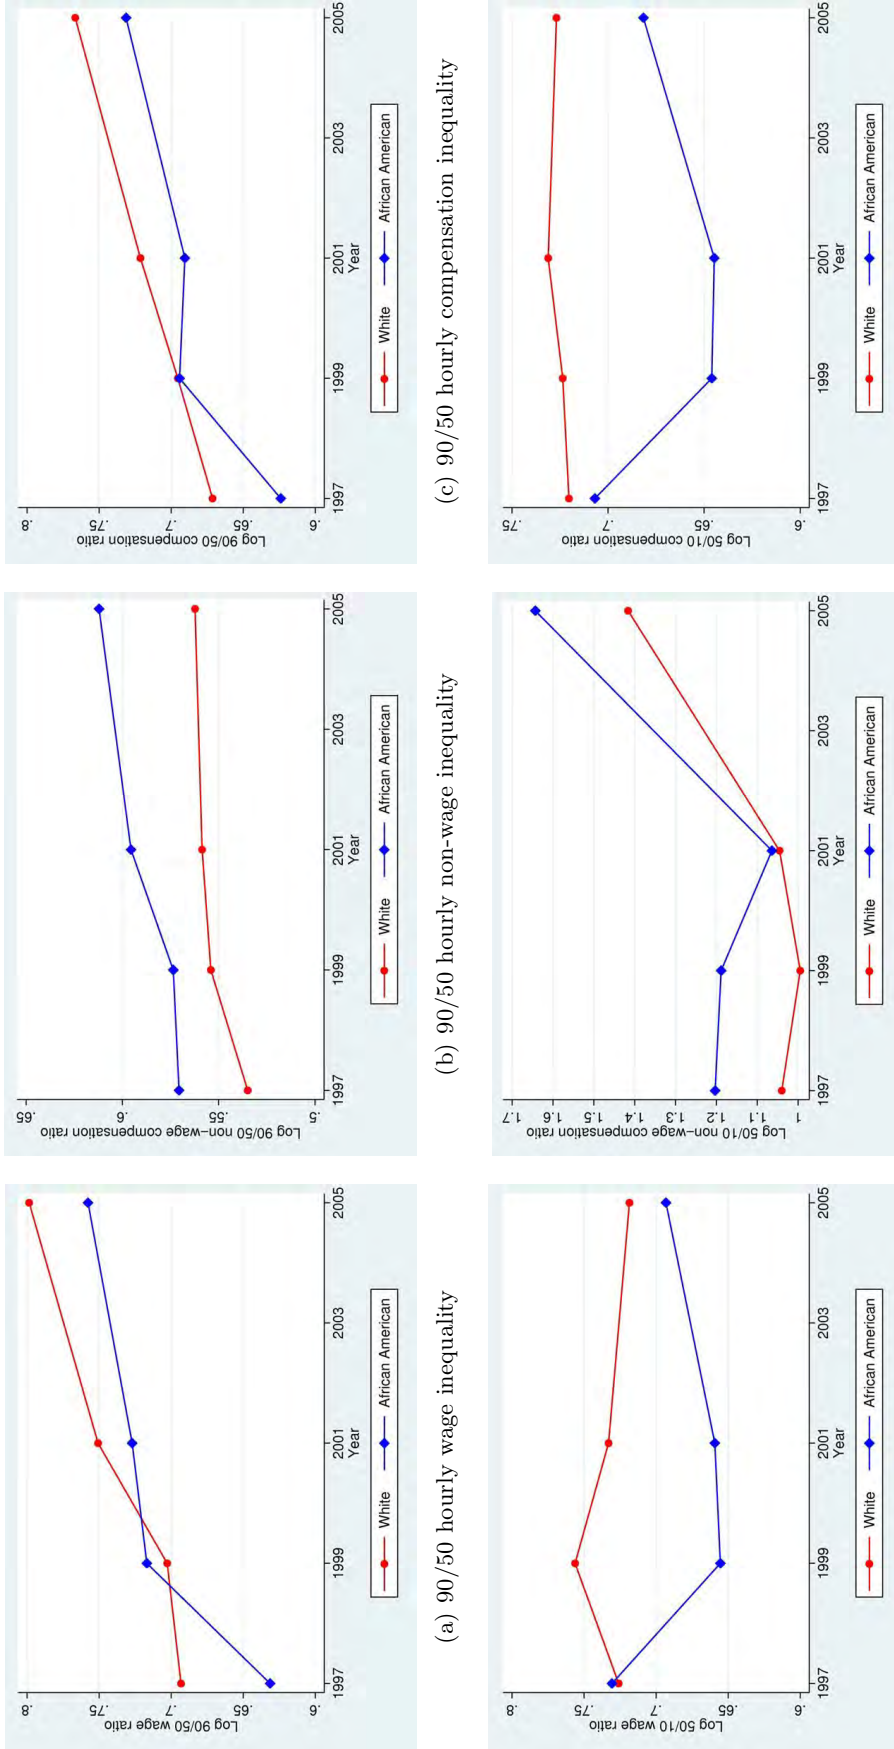 Log 90/50 wage ratio
.8
.75
.7
.65
.6
1997
1999
2001
2003
2005
Year
White
African American
(a) 90/50 hourly wage inequality
Log 90/50 non−wage compensation ratio
.65
.6
.55
.5
1997
1999
2001
2003
2005
Year
White
African American
(b) 90/50 hourly non-wage inequality
Log 90/50 compensation ratio
.8
.75
.7
.65
.6
1997
1999
2001
2003
2005
Year
White
African American
(c) 90/50 hourly compensation inequality
Log 50/10 wage ratio
.8
.75
.7
.65
.6
1997
1999
2001
2003
2005
Year
White
African American
Log 50/10 non−wage compensation ratio
1.7
1.6
1.5
1.4
1.3
1.2
1.1
1
1997
1999
2001
2003
2005
Year
White
African American
Log 50/10 compensation ratio
.75
.7
.65
.6
1997
1999
2001
2003
2005
Year
White
African American